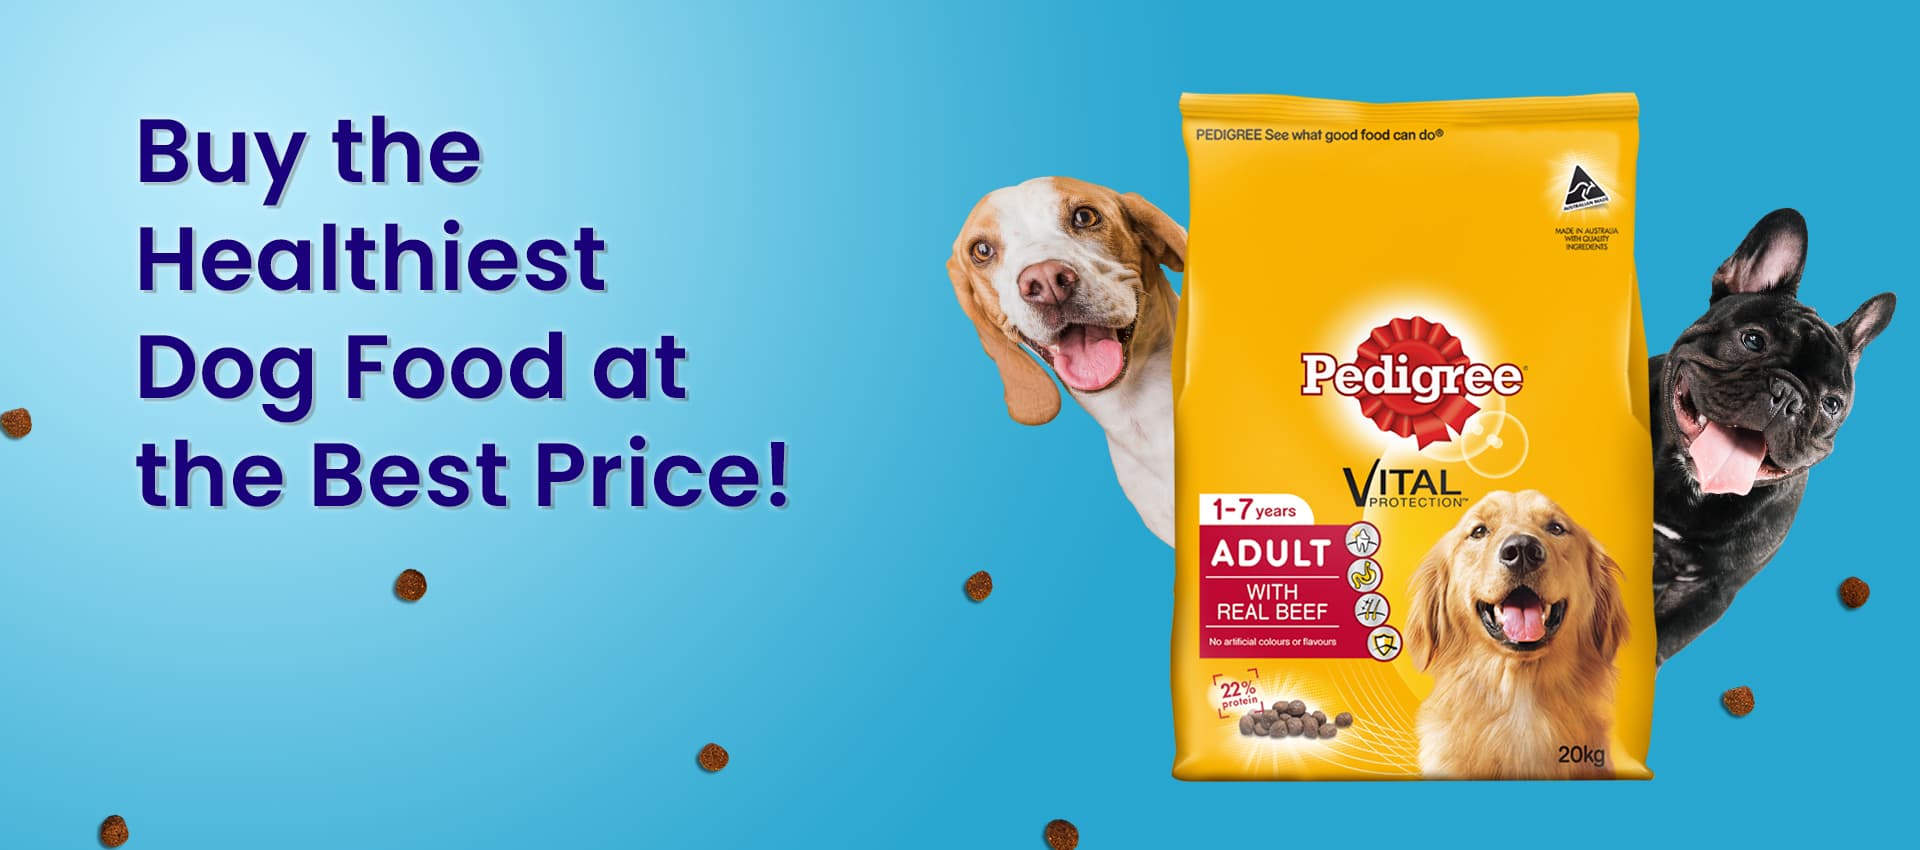 Buy the
Healthiest
Dog Food at
the Best Price!
PEDIGREE See what good food can do®
AUSTRALIAN MADE
MADE IN AUSTRALIA
WITH QUALITY
INGREDIENTS
Pedigree®
VITAL
PROTECTION™
1-7 years
ADULT
WITH
REAL BEEF
No artificial colours or flavours
22%
protein
20kg